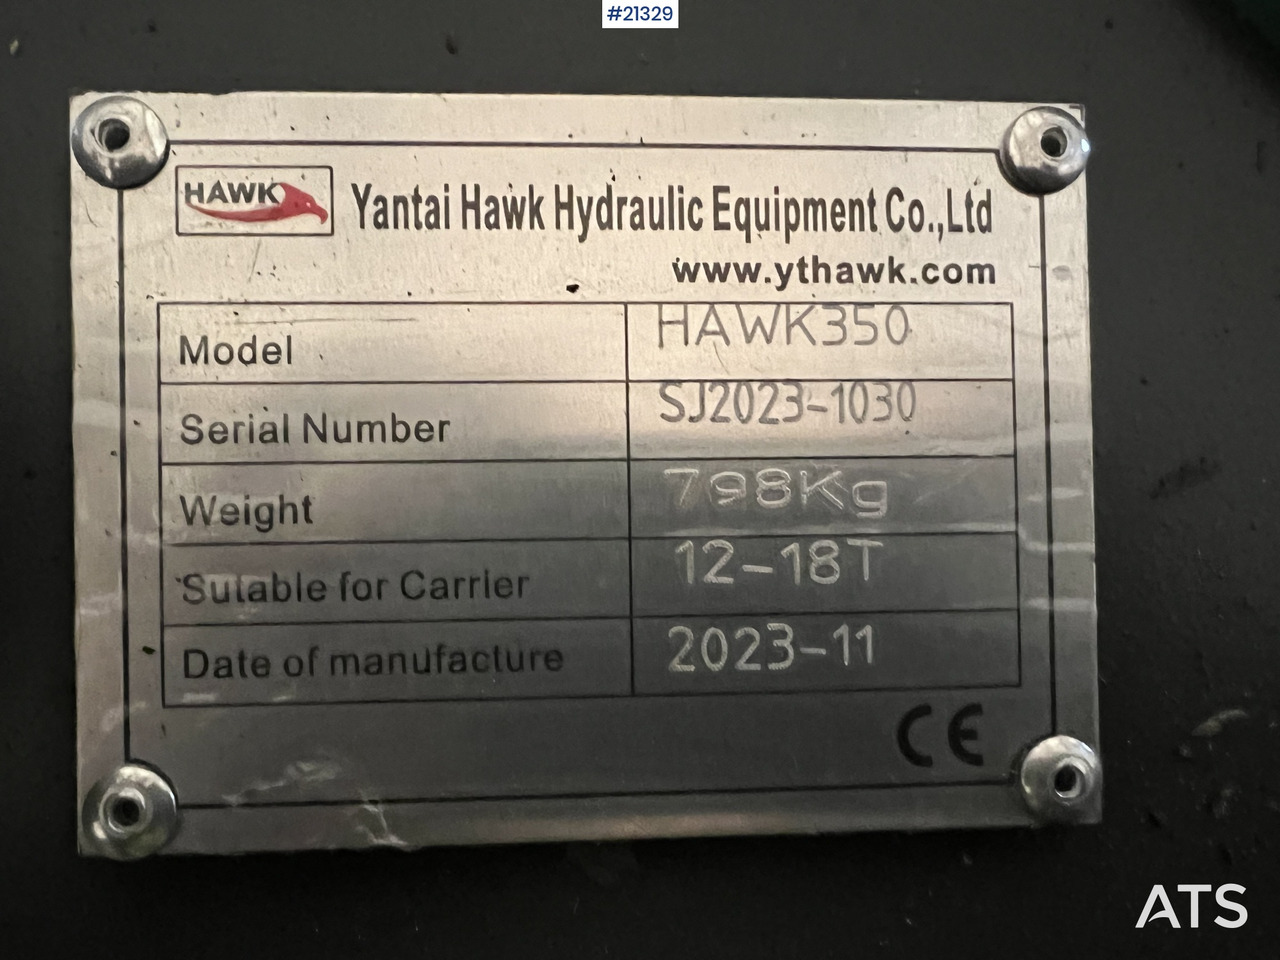 #21329
HAWK
Yantai Hawk Hydraulic Equipment Co.,Ltd
www.ythawk.com
Model HAWK350
Serial Number SJ2023-1030
Weight 798Kg
Sutable for Carrier 12-18T
Date of manufacture 2023-11
CE
ATS